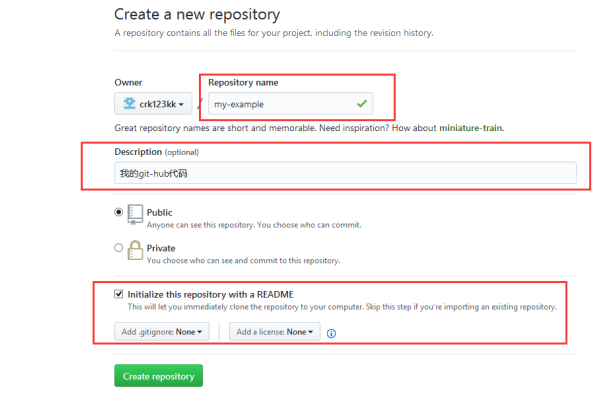 Create a new repository
A repository contains all the files for your project, including the revision history.
Owner
Repository name
crk123kk
/
my-example
Great repository names are short and memorable. Need inspiration? How about miniature-train.
Description (optional)
我的git-hub代码
Public
Anyone can see this repository. You choose who can commit.
Private
You choose who can see and commit to this repository.
Initialize this repository with a README
This will let you immediately clone the repository to your computer. Skip this step if you're importing an existing repository.
Add .gitignore: None
Add a license: None
Create repository